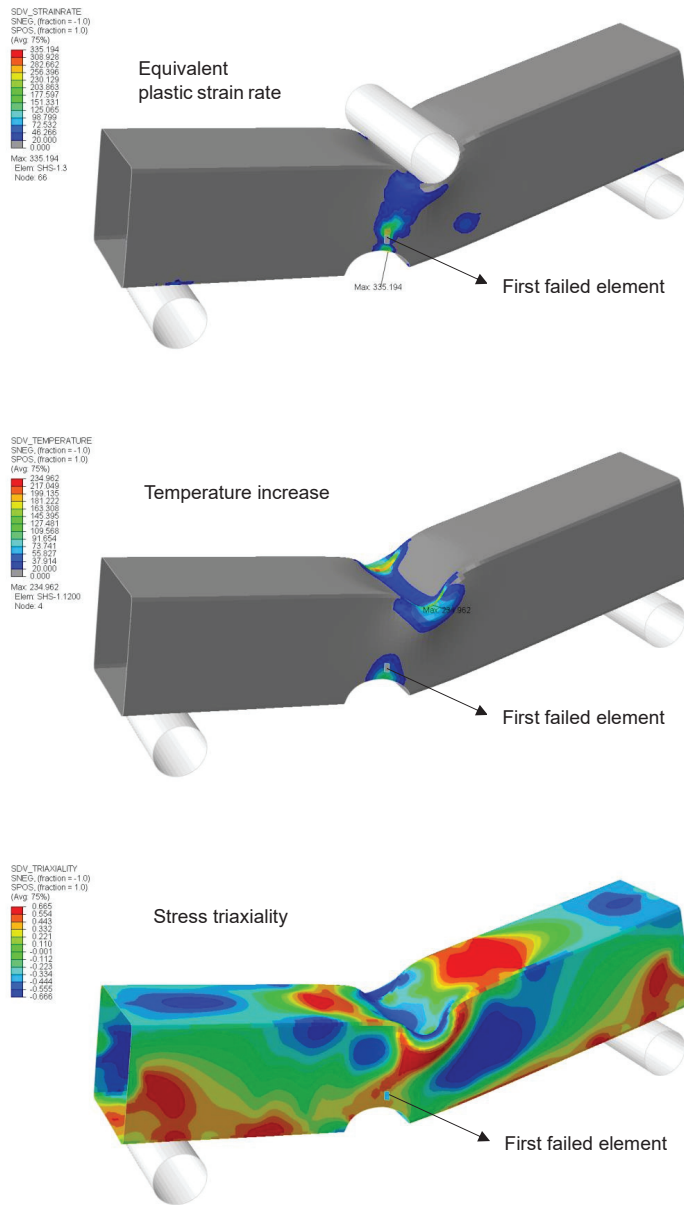 SDV_STRAINRATE
SNEG, (fraction = -1.0)
SPOS, (fraction = 1.0)
(Avg: 75%)
335.194
308.928
282.662
256.396
230.129
203.863
177.597
151.331
125.065
98.799
72.532
46.266
20.000
0.000
Max: 335.194
Elem: SHS-1.3
Node: 66
Equivalent
plastic strain rate
Max: 335.194
First failed element
SDV_TEMPERATURE
SNEG, (fraction = -1.0)
SPOS, (fraction = 1.0)
(Avg: 75%)
234.962
217.049
199.135
181.222
163.308
145.395
127.481
109.568
91.654
73.741
55.827
37.914
20.000
0.000
Max: 234.962
Elem: SHS-1.1200
Node: 4
Temperature increase
Max: 234.962
First failed element
SDV_TRIAXIALITY
SNEG, (fraction = -1.0)
SPOS, (fraction = 1.0)
(Avg: 75%)
0.665
0.554
0.443
0.332
0.221
0.110
-0.001
-0.112
-0.223
-0.334
-0.444
-0.555
-0.666
Stress triaxiality
First failed element